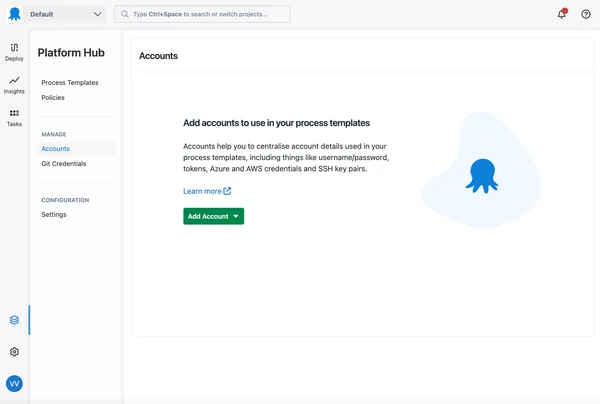 Default
Type Ctrl+Space to search or switch projects...
Deploy
Insights
Tasks
Platform Hub
Process Templates
Policies
MANAGE
Accounts
Git Credentials
CONFIGURATION
Settings
Accounts
Add accounts to use in your process templates
Accounts help you to centralise account details used in your
process templates, including things like username/password,
tokens, Azure and AWS credentials and SSH key pairs.
Learn more
Add Account
VV